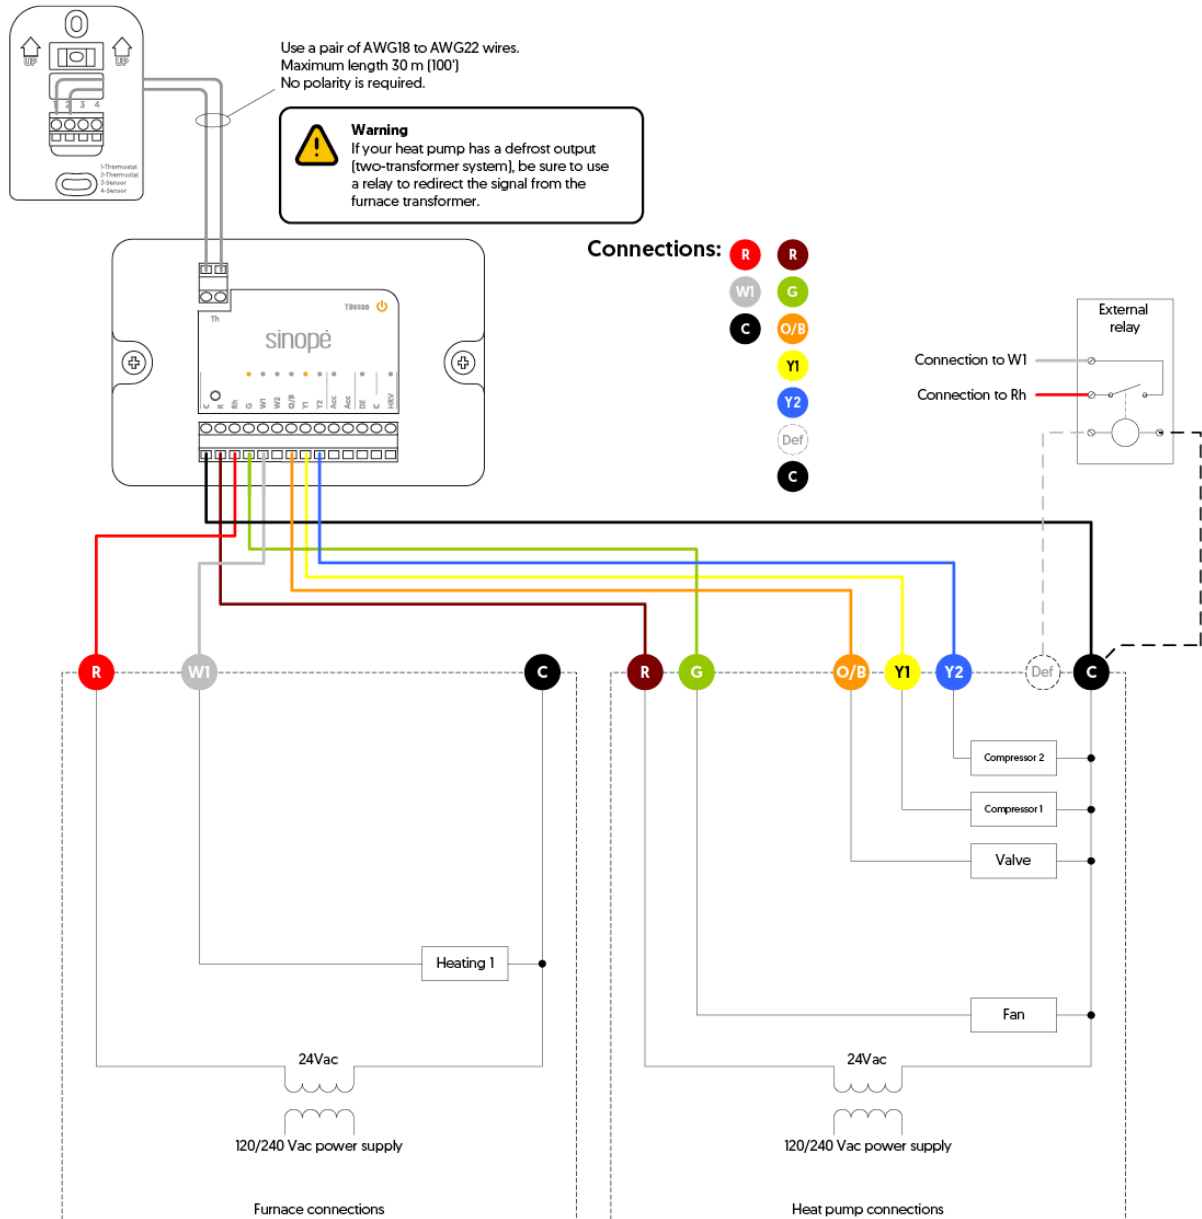 UP
UP
1 2 3 4
1-Thermostat
2-Thermostat
3-Sensor
4-Sensor
Use a pair of AWG18 to AWG22 wires.
Maximum length 30 m (100')
No polarity is required.
Warning
If your heat pump has a defrost output
(two-transformer system), be sure to use
a relay to redirect the signal from the
furnace transformer.
Th
sinopé
C R Rh G W1 W2 O/B Y1 Y2 Acc Acc DE C HRV
Connections:
R R
W1 G
C O/B
Y1
Y2
Def
C
External
relay
Connection to W1
Connection to Rh
R W1 C R G O/B Y1 Y2 Def C
Compressor 2
Compressor 1
Valve
Heating 1
Fan
24Vac
24Vac
120/240 Vac power supply
120/240 Vac power supply
Furnace connections
Heat pump connections